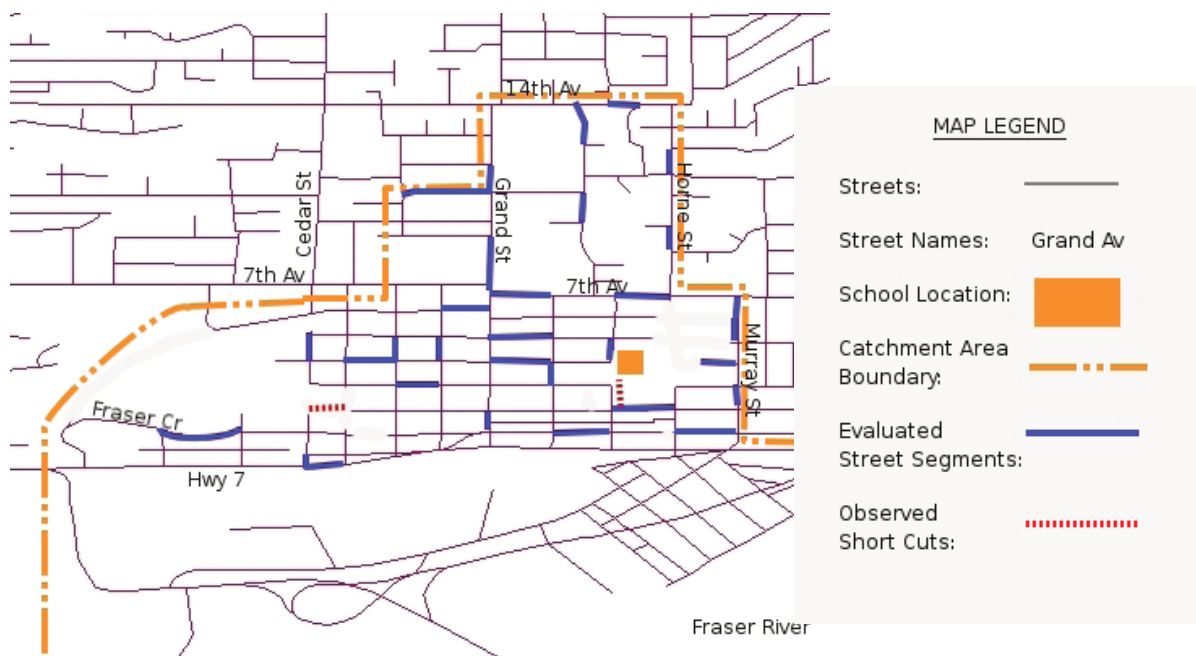 14th Av
Cedar St
Grand St
Horne St
7th Av
7th Av
Murray St
Fraser Cr
Hwy 7
Fraser River
MAP LEGEND
Streets:
Street Names: Grand Av
School Location:
Catchment Area
Boundary:
Evaluated
Street Segments:
Observed
Short Cuts: